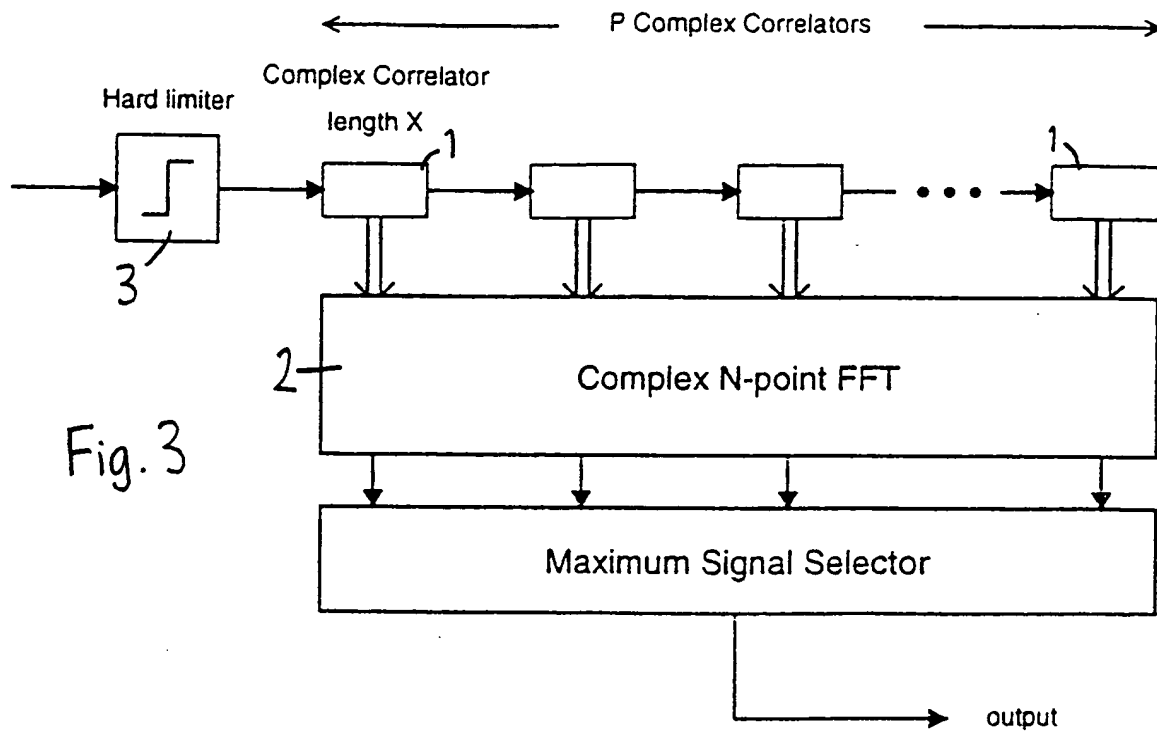 P Complex Correlators
Complex Correlator
length X
Hard limiter
1
1
3
2
Complex N-point FFT
Fig. 3
Maximum Signal Selector
output